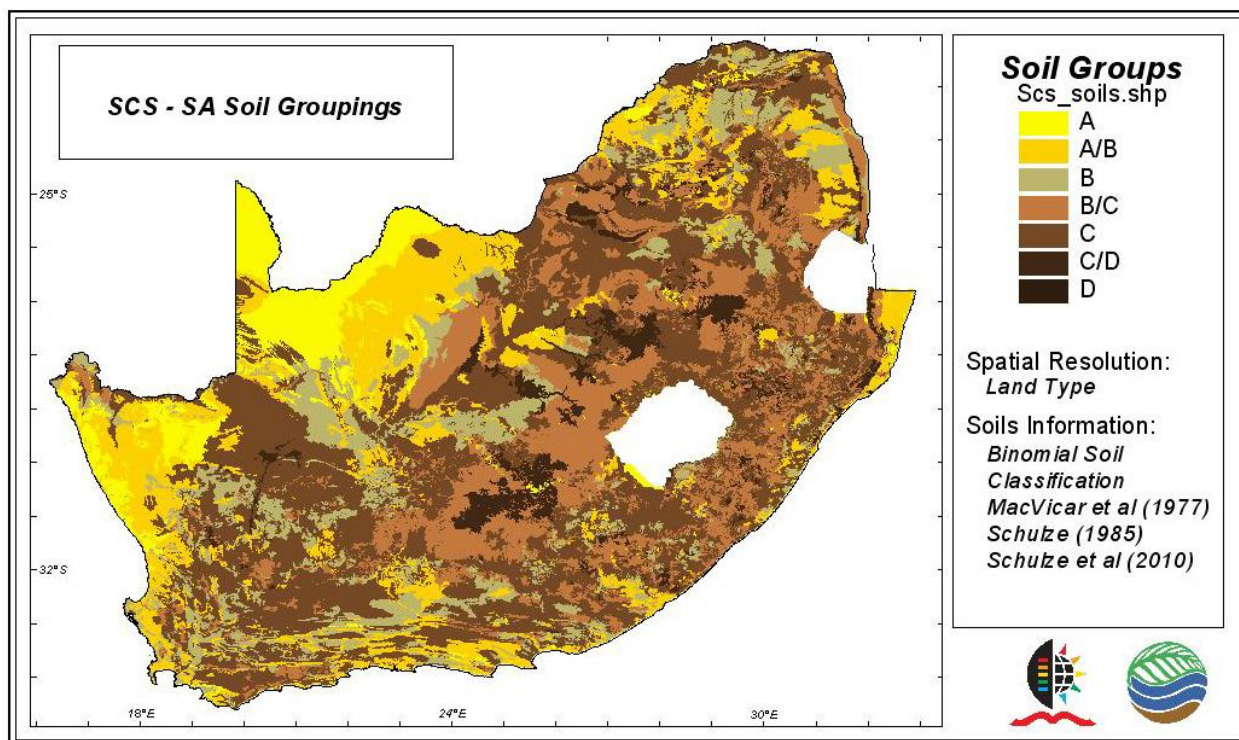 SCS - SA Soil Groupings
Soil Groups
Scs_soils.shp
A
A/B
B
B/C
C
C/D
D
Spatial Resolution:
Land Type
Soils Information:
Binomial Soil
Classification
MacVicar et al (1977)
Schulze (1985)
Schulze et al (2010)
25°S
32°S
18°E
24°E
30°E